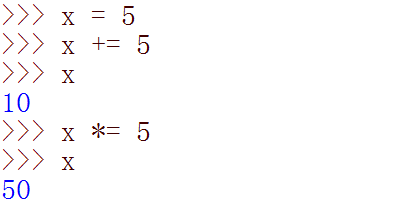 >>> x = 5
>>> x += 5
>>> x
10
>>> x *= 5
>>> x
50